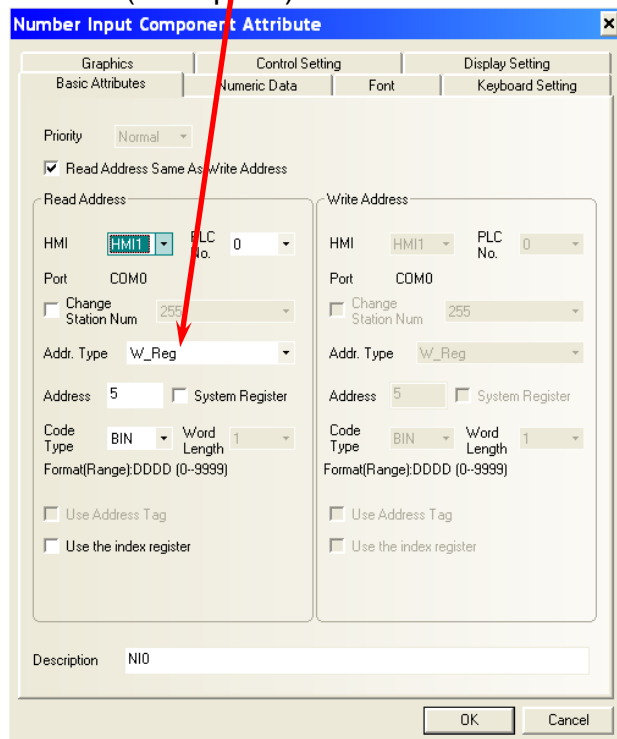 Number Input Component Attribute
Graphics Control Setting Display Setting
Basic Attributes Numeric Data Font Keyboard Setting
Priority Normal
Read Address Same As Write Address
Read Address
HMI HMI1 PLC No. 0
Port COM0
Change Station Num 255
Addr. Type W_Reg
Address 5 System Register
Code Type BIN Word Length 1
Format(Range):DDDD (0--9999)
Use Address Tag
Use the index register
Write Address
HMI HMI1 PLC No. 0
Port COM0
Change Station Num 255
Addr. Type W_Reg
Address 5 System Register
Code Type BIN Word Length 1
Format(Range):DDDD (0--9999)
Use Address Tag
Use the index register
Description NI0
OK Cancel